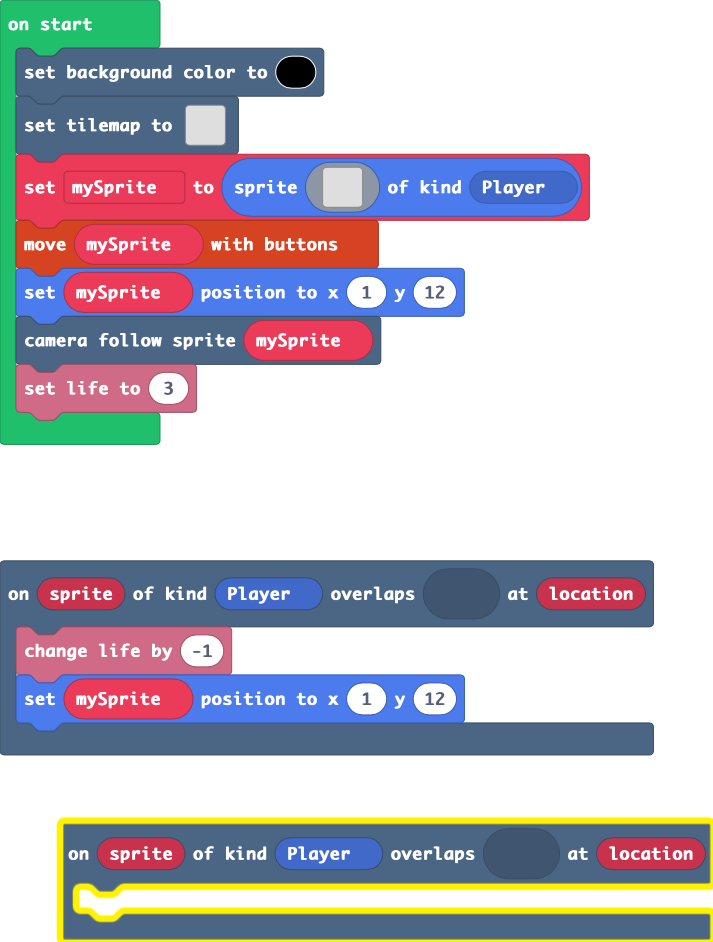 on start
set background color to
set tilemap to
set mySprite to sprite of kind Player
move mySprite with buttons
set mySprite position to x 1 y 12
camera follow sprite mySprite
set life to 3
on sprite of kind Player overlaps at location
change life by -1
set mySprite position to x 1 y 12
on sprite of kind Player overlaps at location